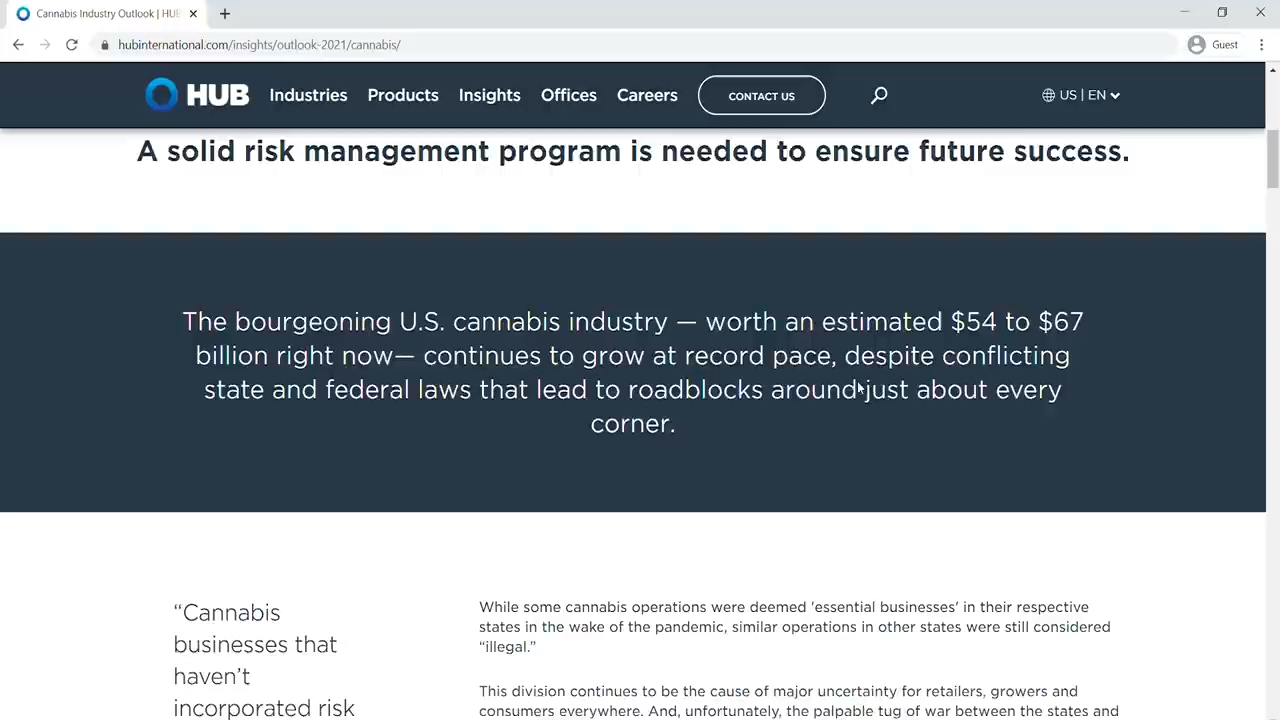 Cannabis Industry Outlook | HUB
hubinternational.com/insights/outlook-2021/cannabis/
Guest
HUB Industries Products Insights Offices Careers CONTACT US US | EN
A solid risk management program is needed to ensure future success.
The bourgeoning U.S. cannabis industry — worth an estimated $54 to $67
billion right now— continues to grow at record pace, despite conflicting
state and federal laws that lead to roadblocks around just about every
corner.
“Cannabis
businesses that
haven’t
incorporated risk
While some cannabis operations were deemed 'essential businesses' in their respective
states in the wake of the pandemic, similar operations in other states were still considered
“illegal.”
This division continues to be the cause of major uncertainty for retailers, growers and
consumers everywhere. And, unfortunately, the palpable tug of war between the states and